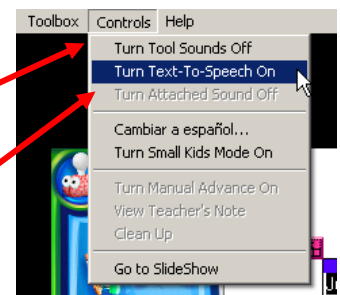 Toolbox Controls Help
Turn Tool Sounds Off
Turn Text-To-Speech On
Turn Attached Sound Off
Cambiar a español...
Turn Small Kids Mode On
Turn Manual Advance On
View Teacher's Note
Clean Up
Go to SlideShow